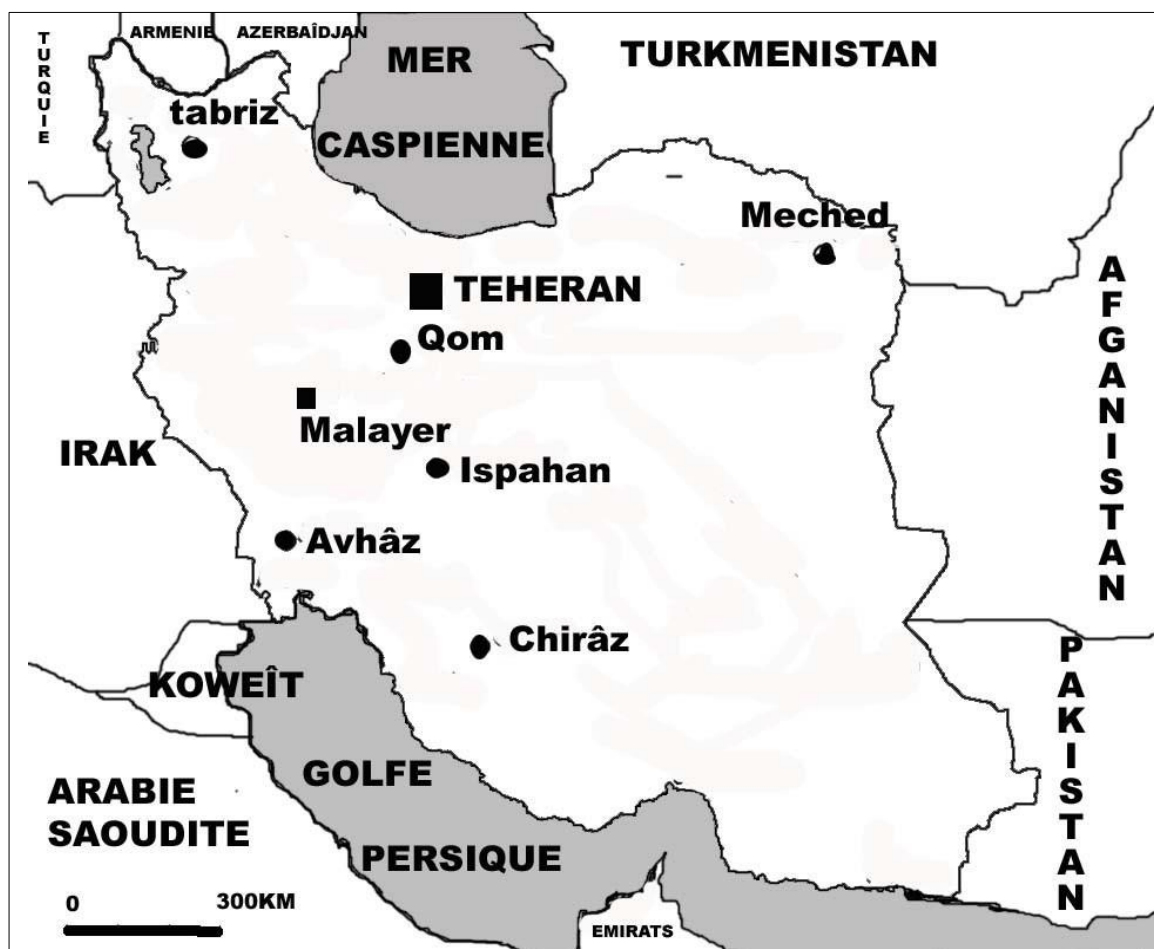 TURQUIE
ARMENIE
AZERBAÎDJAN
MER
CASPIENNE
TURKMENISTAN
tabriz
Meched
TEHERAN
Qom
AFGANISTAN
Malayer
IRAK
Ispahan
Avhâz
Chirâz
KOWEÎT
PAKISTAN
GOLFE
PERSIQUE
ARABIE
SAOUDITE
0 300KM
EMIRATS